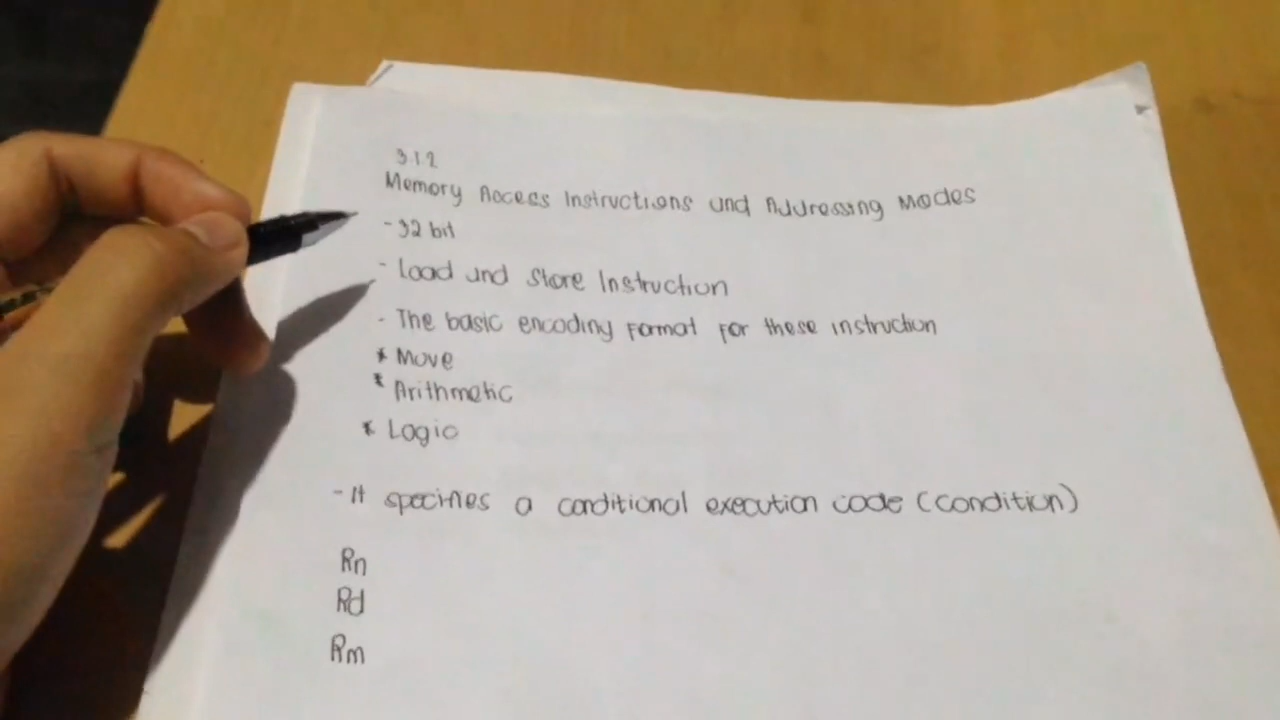 3.1.2
Memory Access Instructions and Addressing Modes
- 32 bit
- Load and Store Instruction
- The basic encoding format for these instruction
* Move
* Arithmetic
* Logic
- It specifies a conditional execution code (condition)
Rn
Rd
Rm